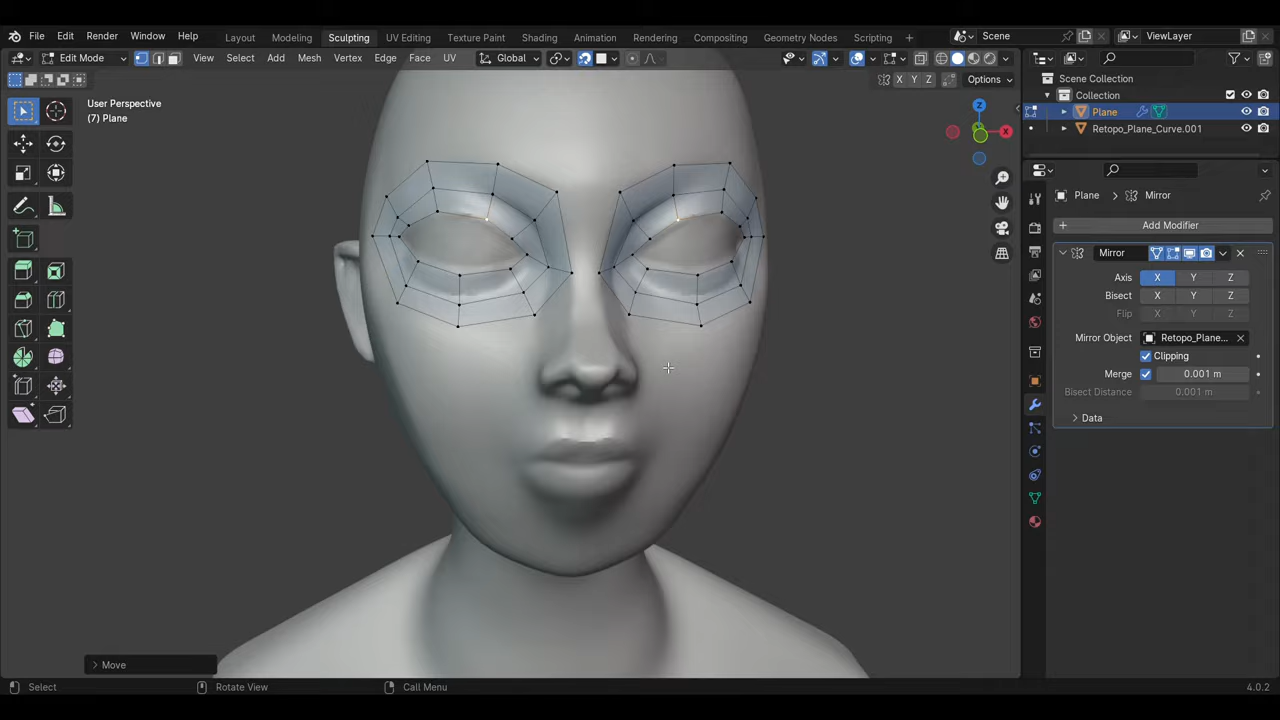 File Edit Render Window Help Layout Modeling Sculpting UV Editing Texture Paint Shading Animation Rendering Compositing Geometry Nodes Scripting + Scene ViewLayer
Edit Mode View Select Add Mesh Vertex Edge Face UV Global
X Y Z Options
User Perspective
(7) Plane
Z
X
Scene Collection
Collection
Plane
Retopo_Plane_Curve.001
Plane > Mirror
+ Add Modifier
Mirror
Axis X Y Z
Bisect X Y Z
Flip X Y Z
Mirror Object Retopo_Plane...
Clipping
Merge 0.001 m
Bisect Distance 0.001 m
Data
> Move
Select Rotate View Call Menu 4.0.2